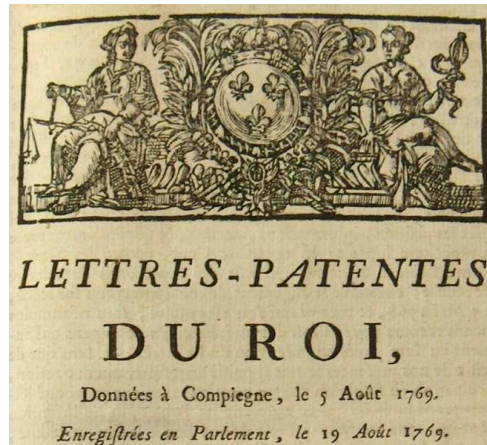 LETTRES-PATENTES
DU ROI,
Données à Compiegne, le 5 Août 1769.
Enregiſtrées en Parlement, le 19 Août 1769.